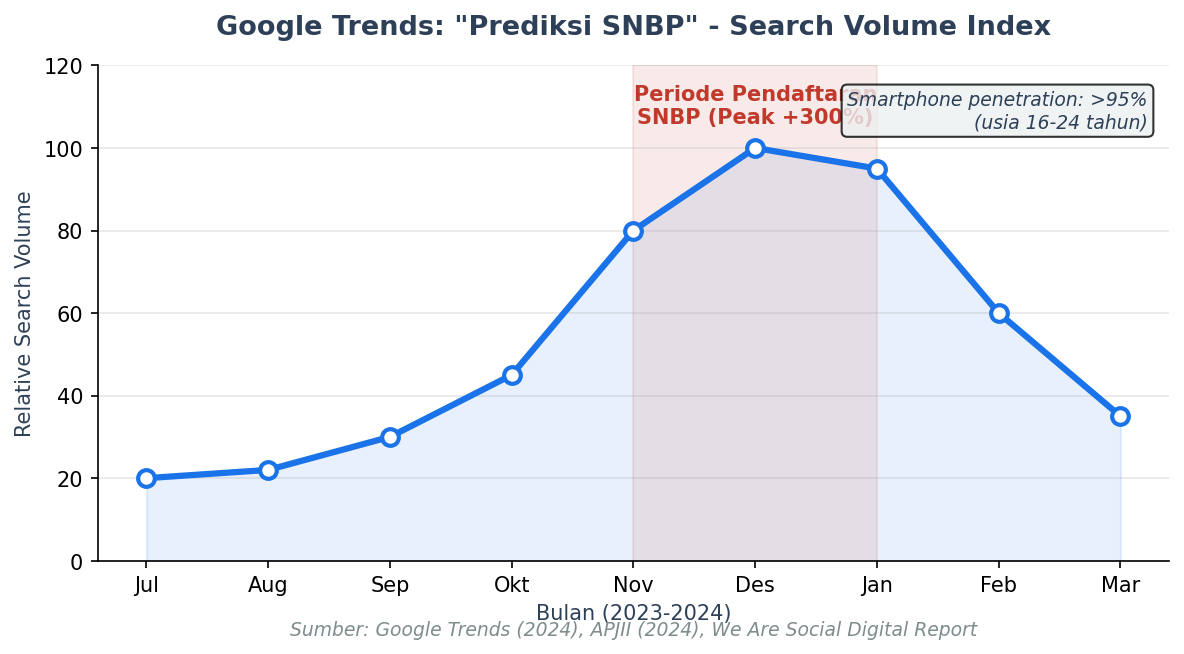 Google Trends: "Prediksi SNBP" - Search Volume Index
120
100
80
60
40
20
0
Relative Search Volume
Periode Pendaftaran
SNBP (Peak +300%)
Smartphone penetration: >95%
(usia 16-24 tahun)
Jul Aug Sep Okt Nov Des Jan Feb Mar
Bulan (2023-2024)
Sumber: Google Trends (2024), APJII (2024), We Are Social Digital Report